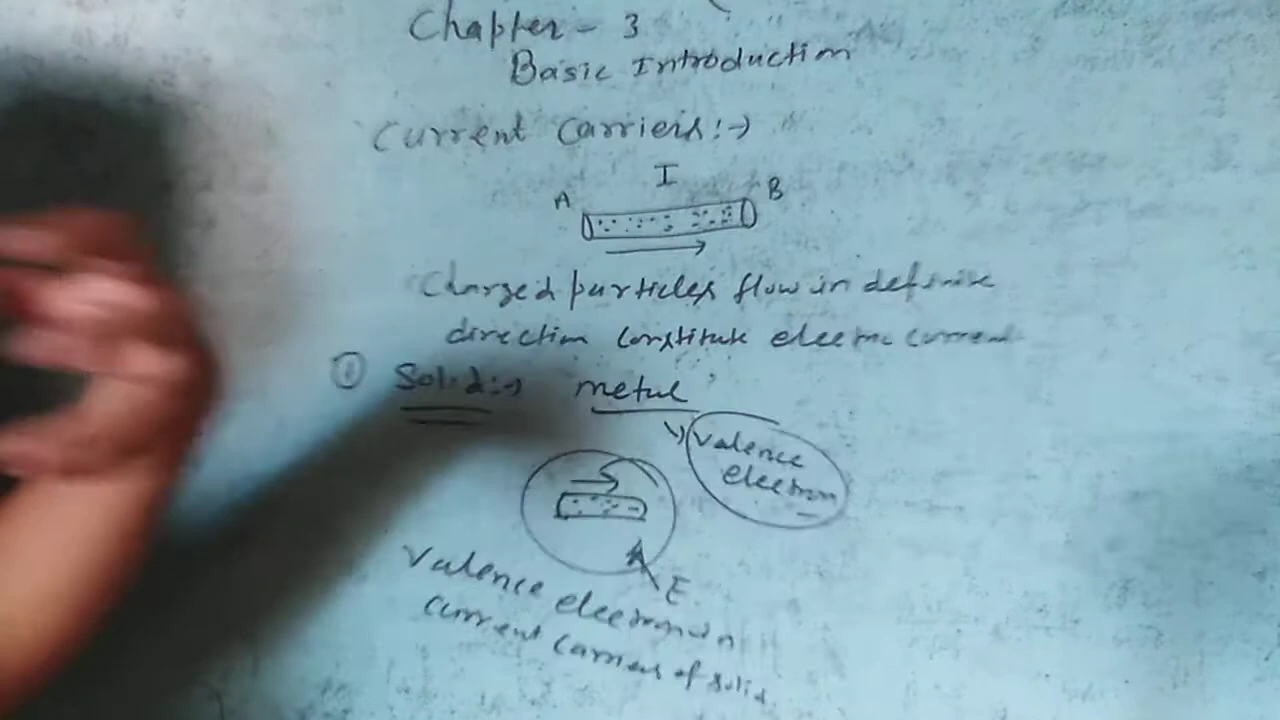 Chapter - 3
Basic Introduction
Current Carriers :→
I
A B
Charged particles flow in definite
direction constitute electric current
① Solid :→ metal
Valence
electron
E
Valence electron in
current carriers of solid